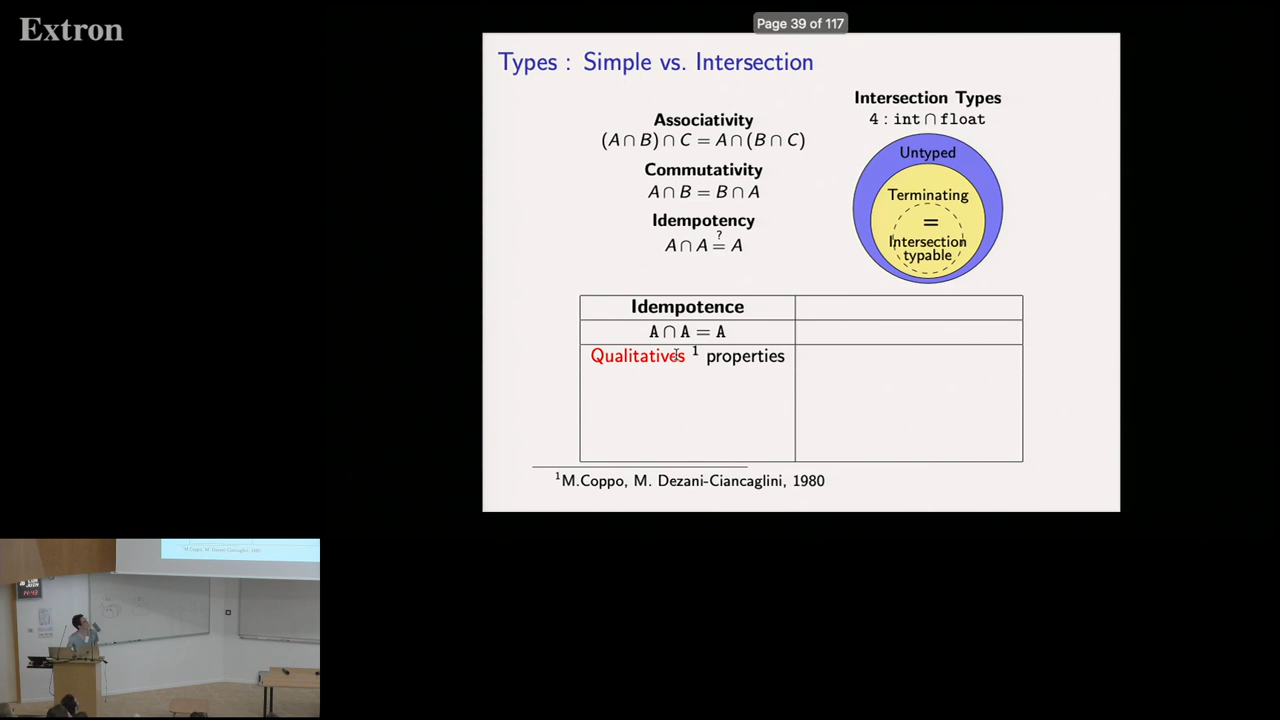 Extron
Page 39 of 117
Types : Simple vs. Intersection
Associativity
(A ∩ B) ∩ C = A ∩ (B ∩ C)
Commutativity
A ∩ B = B ∩ A
Idempotency
A ∩ A ?= A
Intersection Types
4 : int ∩ float
Untyped
Terminating
=
Intersection
typable
Idempotence
A ∩ A = A
Qualitatives ¹ properties
¹M.Coppo, M. Dezani-Ciancaglini, 1980